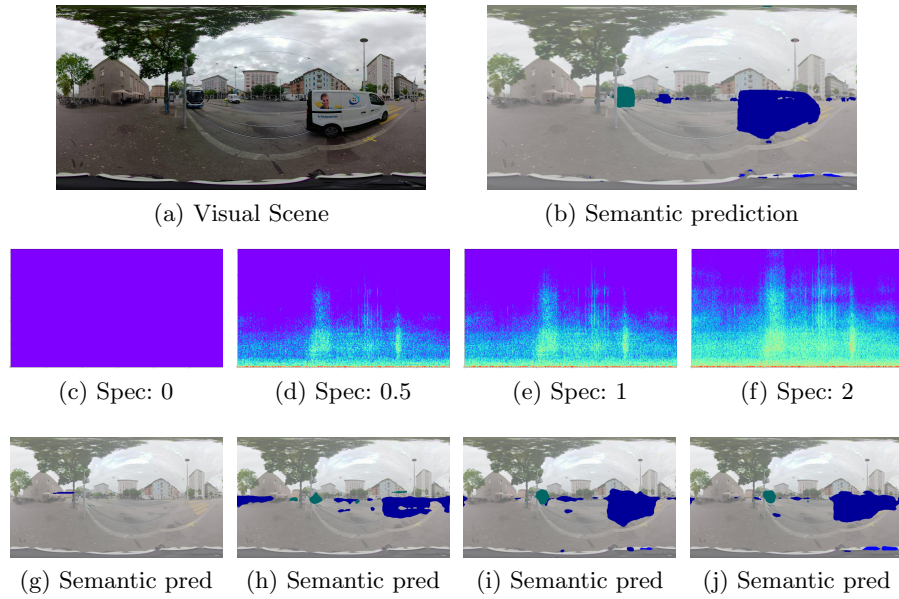 (a) Visual Scene
(b) Semantic prediction
(c) Spec: 0
(d) Spec: 0.5
(e) Spec: 1
(f) Spec: 2
(g) Semantic pred
(h) Semantic pred
(i) Semantic pred
(j) Semantic pred